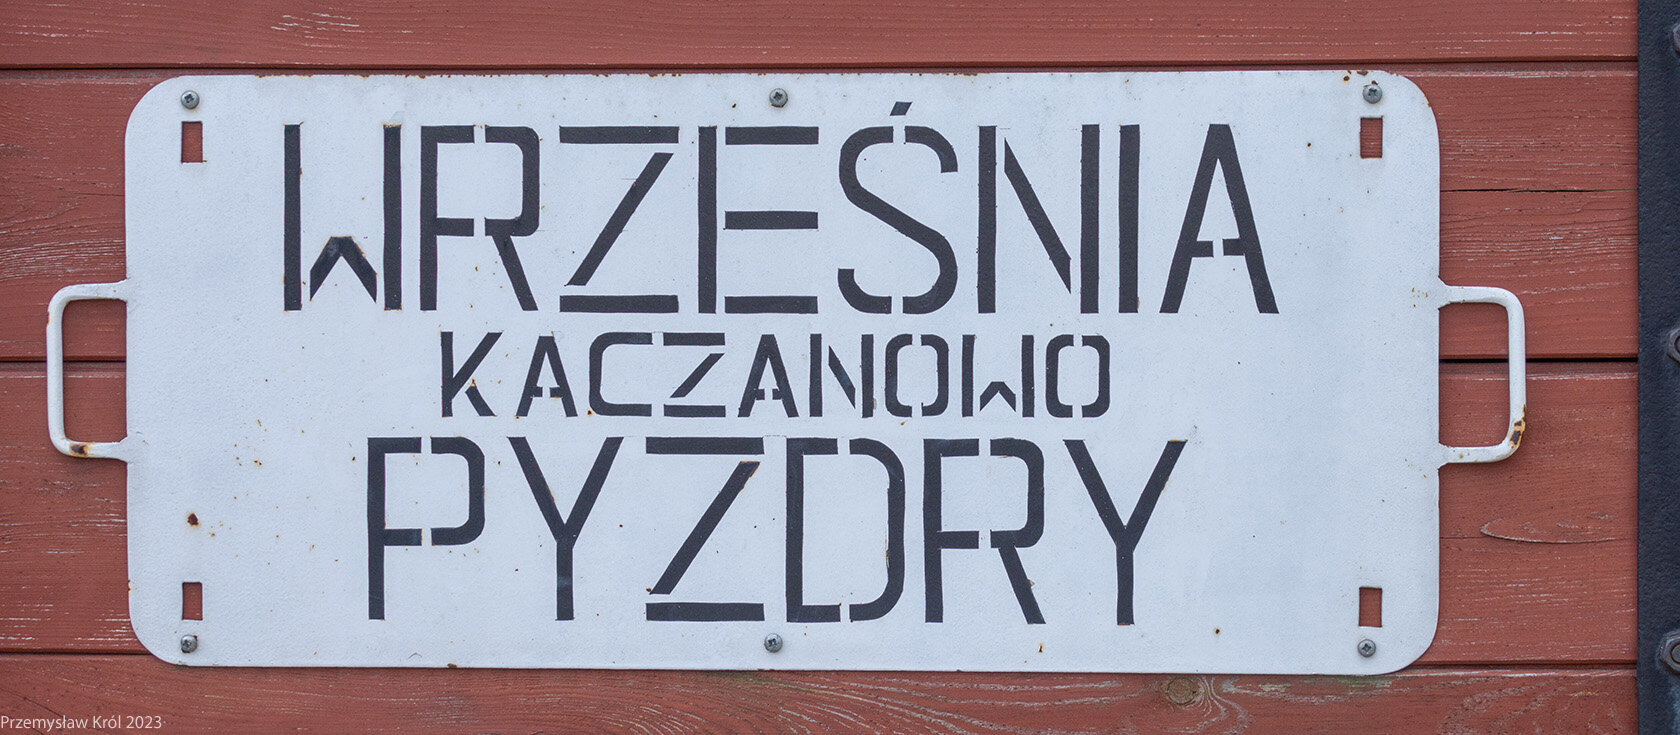 WRZEŚNIA
KACZANOWO
PYZDRY
Przemysław Król 2023